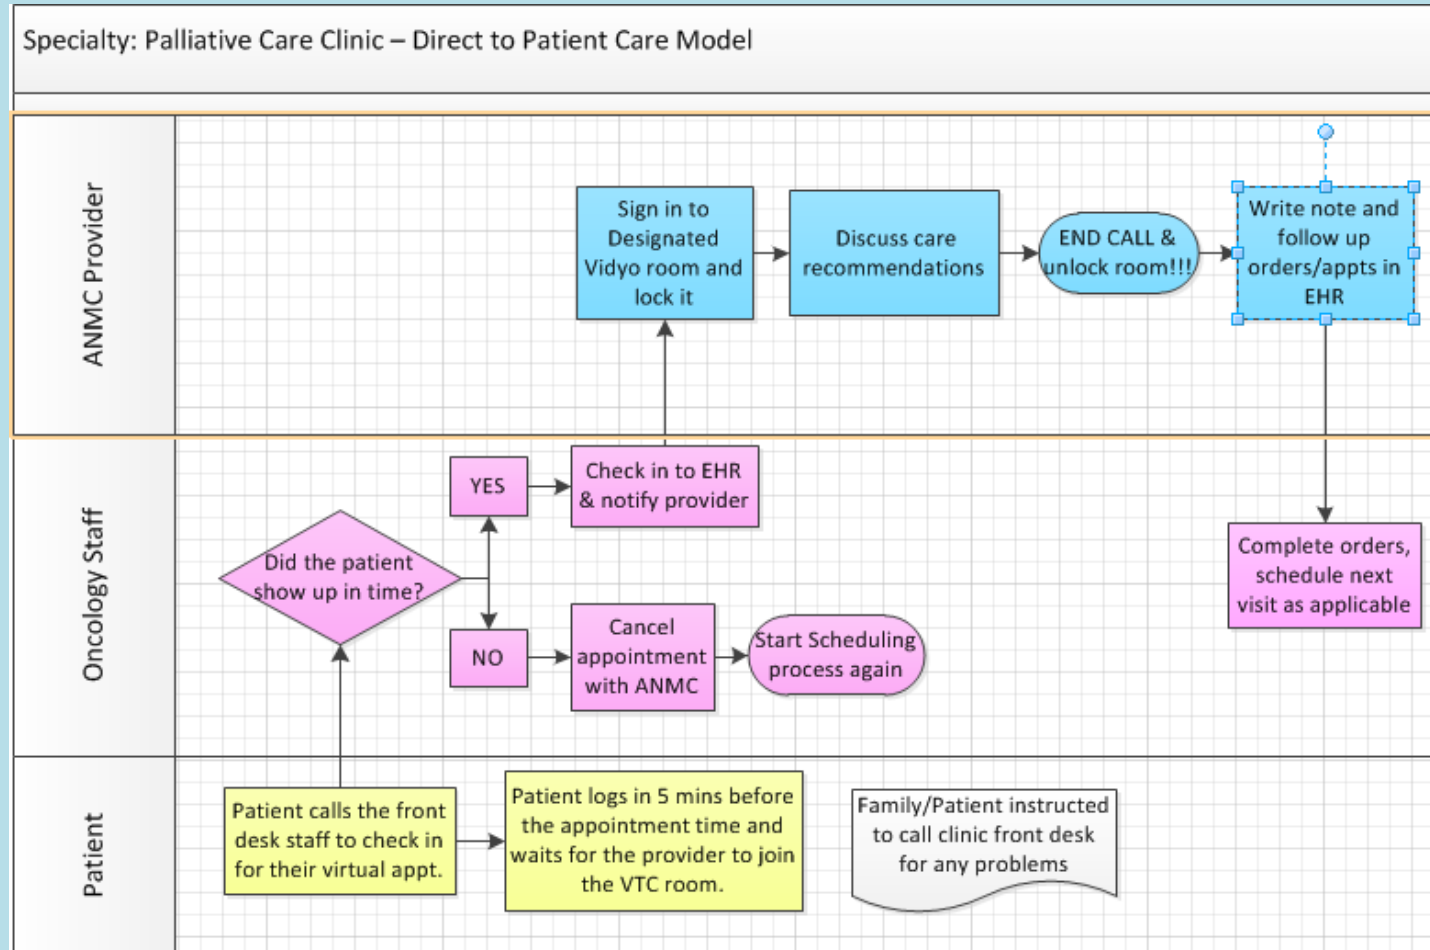 Specialty: Palliative Care Clinic – Direct to Patient Care Model
ANMC Provider
Sign in to
Designated
Vidyo room and
lock it
Discuss care
recommendations
END CALL &
unlock room!!!
Write note and
follow up
orders/appts in
EHR
Oncology Staff
Did the patient
show up in time?
YES
Check in to EHR
& notify provider
NO
Cancel
appointment
with ANMC
Start Scheduling
process again
Complete orders,
schedule next
visit as applicable
Patient
Patient calls the front
desk staff to check in
for their virtual appt.
Patient logs in 5 mins before
the appointment time and
waits for the provider to join
the VTC room.
Family/Patient instructed
to call clinic front desk
for any problems